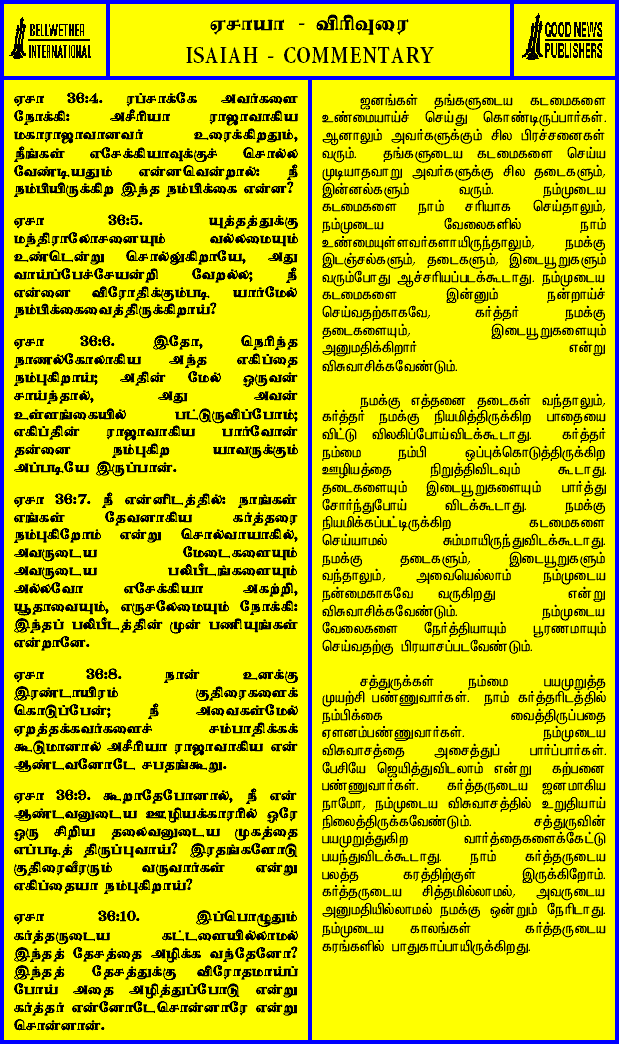 BELLWETHER
INTERNATIONAL
ஏசாயா - விரிவுரை
ISAIAH - COMMENTARY
GOOD NEWS
PUBLISHERS
ஏசா 36:4. ரப்சாக்கே அவர்களை
நோக்கி: அசீரியா ராஜாவாகிய
மகாராஜாவானவர் உரைக்கிறதும்,
நீங்கள் எசேக்கியாவுக்குச் சொல்ல
வேண்டியதும் என்னவென்றால்: நீ
நம்பியிருக்கிற இந்த நம்பிக்கை என்ன?
ஏசா 36:5. யுத்தத்துக்கு
மந்திராலோசனையும் வல்லமையும்
உண்டென்று சொல்லுகிறாயே, அது
வாய்ப்பேச்சேயன்றி வேறல்ல; நீ
என்னை விரோதிக்கும்படி யார்மேல்
நம்பிக்கைவைத்திருக்கிறாய்?
ஏசா 36:6. இதோ, நெரிந்த
நாணல்கோலாகிய அந்த எகிப்தை
நம்புகிறாய்; அதின் மேல் ஒருவன்
சாய்ந்தால், அது அவன்
உள்ளங்கையில் பட்டுருவிப்போம்;
எகிப்தின் ராஜாவாகிய பார்வோன்
தன்னை நம்புகிற யாவருக்கும்
அப்படியே இருப்பான்.
ஏசா 36:7. நீ என்னிடத்தில்: நாங்கள்
எங்கள் தேவனாகிய கர்த்தரை
நம்புகிறோம் என்று சொல்வாயாகில்,
அவருடைய மேடைகளையும்
அவருடைய பலிபீடங்களையும்
அல்லவோ எசேக்கியா அகற்றி,
யூதாவையும், எருசலேமையும் நோக்கி:
இந்தப் பலிபீடத்தின் முன் பணியுங்கள்
என்றானே.
ஏசா 36:8. நான் உனக்கு
இரண்டாயிரம் குதிரைகளைக்
கொடுப்பேன்; நீ அவைகள்மேல்
ஏறத்தக்கவர்களைச் சம்பாதிக்கக்
கூடுமானால் அசீரியா ராஜாவாகிய என்
ஆண்டவனோடே சபதங்கூறு.
ஏசா 36:9. கூறாதேபோனால், நீ என்
ஆண்டவனுடைய ஊழியக்காரரில் ஒரே
ஒரு சிறிய தலைவனுடைய முகத்தை
எப்படித் திருப்புவாய்? இரதங்களோடு
குதிரைவீரரும் வருவார்கள் என்று
எகிப்தையா நம்புகிறாய்?
ஏசா 36:10. இப்பொழுதும்
கர்த்தருடைய கட்டளையில்லாமல்
இந்தத் தேசத்தை அழிக்க வந்தேனோ?
இந்தத் தேசத்துக்கு விரோதமாய்ப்
போய் அதை அழித்துப்போடு என்று
கர்த்தர் என்னோடேசொன்னாரே என்று
சொன்னான்.
ஜனங்கள் தங்களுடைய கடமைகளை
உண்மையாய்ச் செய்து கொண்டிருப்பார்கள்.
ஆனாலும் அவர்களுக்கும் சில பிரச்சனைகள்
வரும். தங்களுடைய கடமைகளை செய்ய
முடியாதவாறு அவர்களுக்கு சில தடைகளும்,
இன்னல்களும் வரும். நம்முடைய
கடமைகளை நாம் சரியாக செய்தாலும்,
நம்முடைய வேலைகளில் நாம்
உண்மையுள்ளவர்களாயிருந்தாலும், நமக்கு
இடஞ்சல்களும், தடைகளும், இடையூறுகளும்
வரும்போது ஆச்சரியப்படக்கூடாது. நம்முடைய
கடமைகளை இன்னும் நன்றாய்ச்
செய்வதற்காகவே, கர்த்தர் நமக்கு
தடைகளையும், இடையூறுகளையும்
அனுமதிக்கிறார் என்று
விசுவாசிக்கவேண்டும்.
நமக்கு எத்தனை தடைகள் வந்தாலும்,
கர்த்தர் நமக்கு நியமித்திருக்கிற பாதையை
விட்டு விலகிப்போய்விடக்கூடாது. கர்த்தர்
நம்மை நம்பி ஒப்புக்கொடுத்திருக்கிற
ஊழியத்தை நிறுத்திவிடவும் கூடாது.
தடைகளையும் இடையூறுகளையும் பார்த்து
சோர்ந்துபோய் விடக்கூடாது. நமக்கு
நியமிக்கப்பட்டிருக்கிற கடமைகளை
செய்யாமல் சும்மாயிருந்துவிடக்கூடாது.
நமக்கு தடைகளும், இடையூறுகளும்
வந்தாலும், அவையெல்லாம் நம்முடைய
நன்மைகாகவே வருகிறது என்று
விசுவாசிக்கவேண்டும். நம்முடைய
வேலைகளை நேர்த்தியாயும் பூரணமாயும்
செய்வதற்கு பிரயாசப்படவேண்டும்.
சத்துருக்கள் நம்மை பயமுறுத்த
முயற்சி பண்ணுவார்கள். நாம் கர்த்தரிடத்தில்
நம்பிக்கை வைத்திருப்பதை
ஏளனம்பண்ணுவார்கள். நம்முடைய
விசுவாசத்தை அசைத்துப் பார்ப்பார்கள்.
பேசியே ஜெயித்துவிடலாம் என்று கற்பனை
பண்ணுவார்கள். கர்த்தருடைய ஜனமாகிய
நாமோ, நம்முடைய விசுவாசத்தில் உறுதியாய்
நிலைத்திருக்கவேண்டும். சத்துருவின்
பயமுறுத்துகிற வார்த்தைகளைக்கேட்டு
பயந்துவிடக்கூடாது. நாம் கர்த்தருடைய
பலத்த கரத்திற்குள் இருக்கிறோம்.
கர்த்தருடைய சித்தமில்லாமல், அவருடைய
அனுமதியில்லாமல் நமக்கு ஒன்றும் நேரிடாது.
நம்முடைய காலங்கள் கர்த்தருடைய
கரங்களில் பாதுகாப்பாயிருக்கிறது.